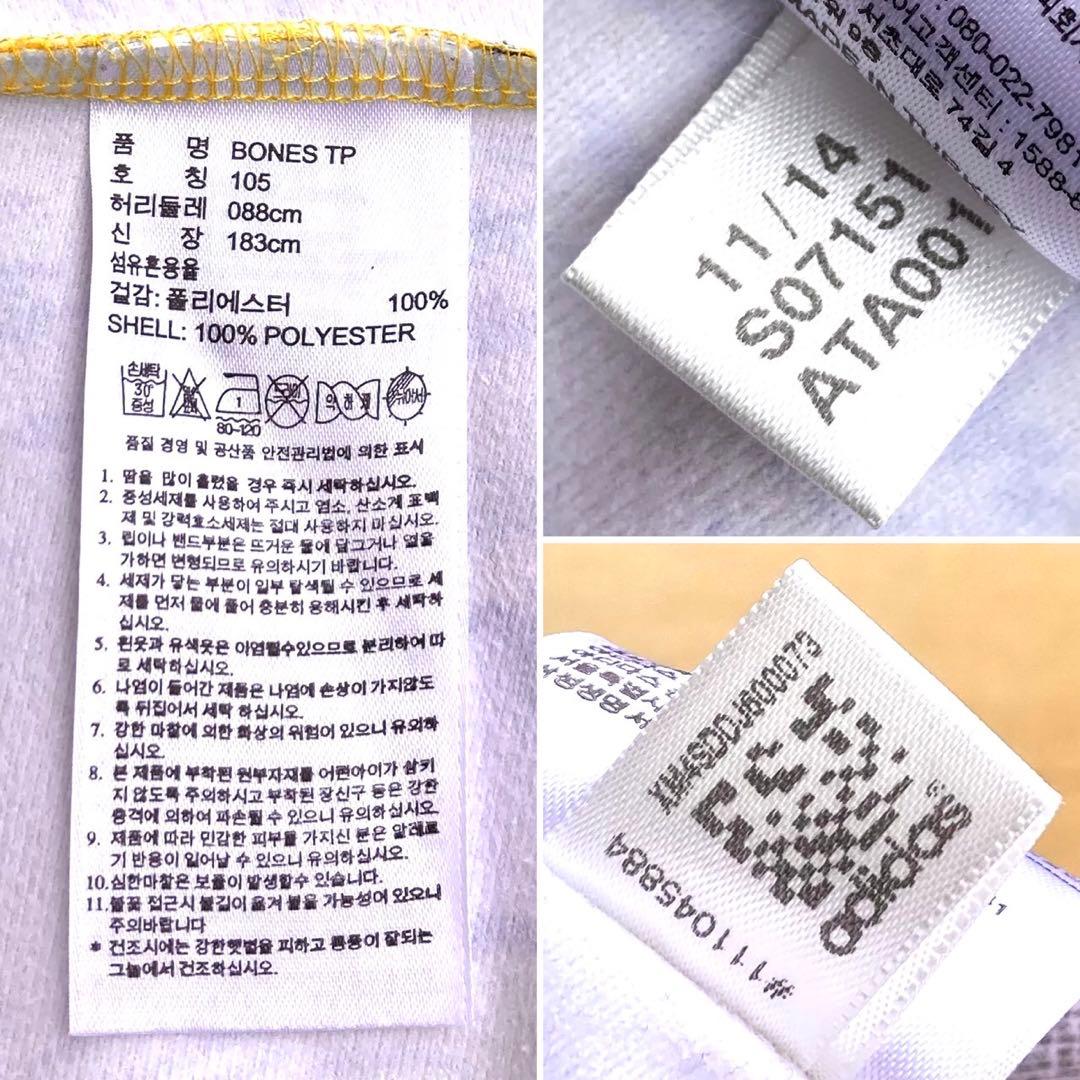 품 명 BONES TP
호 칭 105
허리둘레 088cm
신 장 183cm
섬유혼용율
겉감: 폴리에스터 100%
SHELL: 100% POLYESTER
손세탁
30°
중성
1
80-120
품질 경영 및 공산품 안전관리법에 의한 표시
1. 땀을 많이 흘렸을 경우 즉시 세탁하십시오.
2. 중성세제를 사용하여 주시고 염소, 산소계 표백
제 및 강력효소세제는 절대 사용하지 마십시오.
3. 립이나 밴드부분은 뜨거운 물에 담그거나 열을
가하면 변형되므로 유의하시기 바랍니다.
4. 세제가 닿는 부분이 일부 탈색될 수 있으므로 세
제를 먼저 물에 풀어 충분히 용해시킨 후 세탁하
십시오.
5. 흰옷과 유색옷은 이염될수있으므로 분리하여 따
로 세탁하십시오.
6. 나염이 들어간 제품은 나염에 손상이 가지않도
록 뒤집어서 세탁 하십시오.
7. 강한 마찰에 의한 화상의 위험이 있으니 유의하
십시오.
8. 본 제품에 부착된 원부자재를 어린아이가 삼키
지 않도록 주의하시고 부착된 장신구 등은 강한
충격에 의하여 파손될 수 있으니 유의하십시오.
9. 제품에 따라 민감한 피부를 가지신 분은 알레르
기 반응이 일어날 수 있으니 유의하십시오.
10.심한마찰은 보풀이 발생할수 있습니다.
11.불꽃 접근시 불길이 옮겨 붙을 가능성이 있으니
주의바랍니다
* 건조시에는 강한햇빛을 피하고 통풍이 잘되는
그늘에서 건조하십시오.
: 080-022-7981
고객센터 : 1588-
서초대로 74길 4
11/14
S07151
ATA001
XM4SDCJ600073
adidas®
#11045884